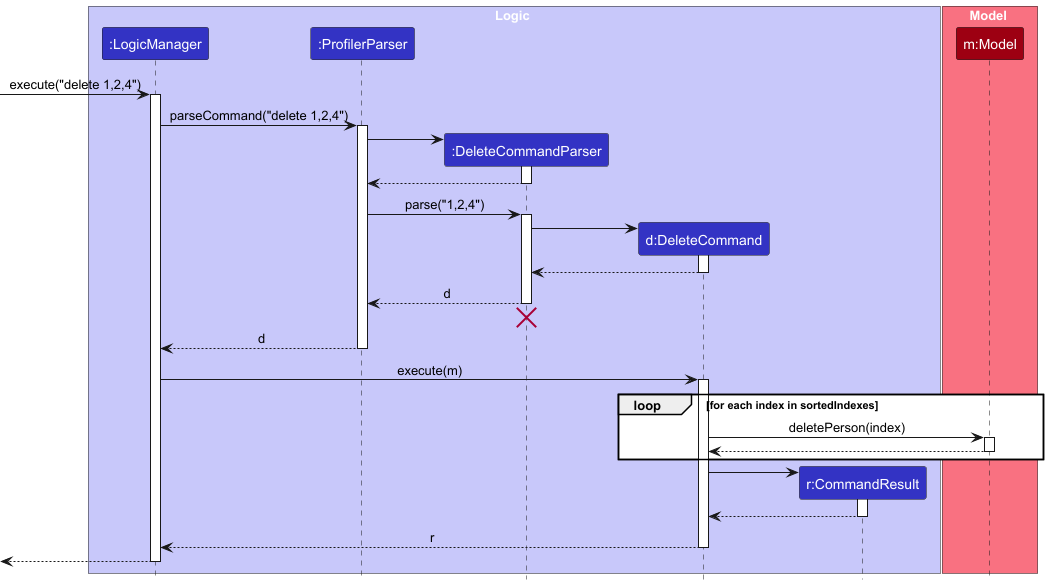 Logic
Model
:LogicManager
:ProfilerParser
m:Model
execute("delete 1,2,4")
parseCommand("delete 1,2,4")
:DeleteCommandParser
parse("1,2,4")
d:DeleteCommand
d
d
execute(m)
loop
[for each index in sortedIndexes]
deletePerson(index)
r:CommandResult
r